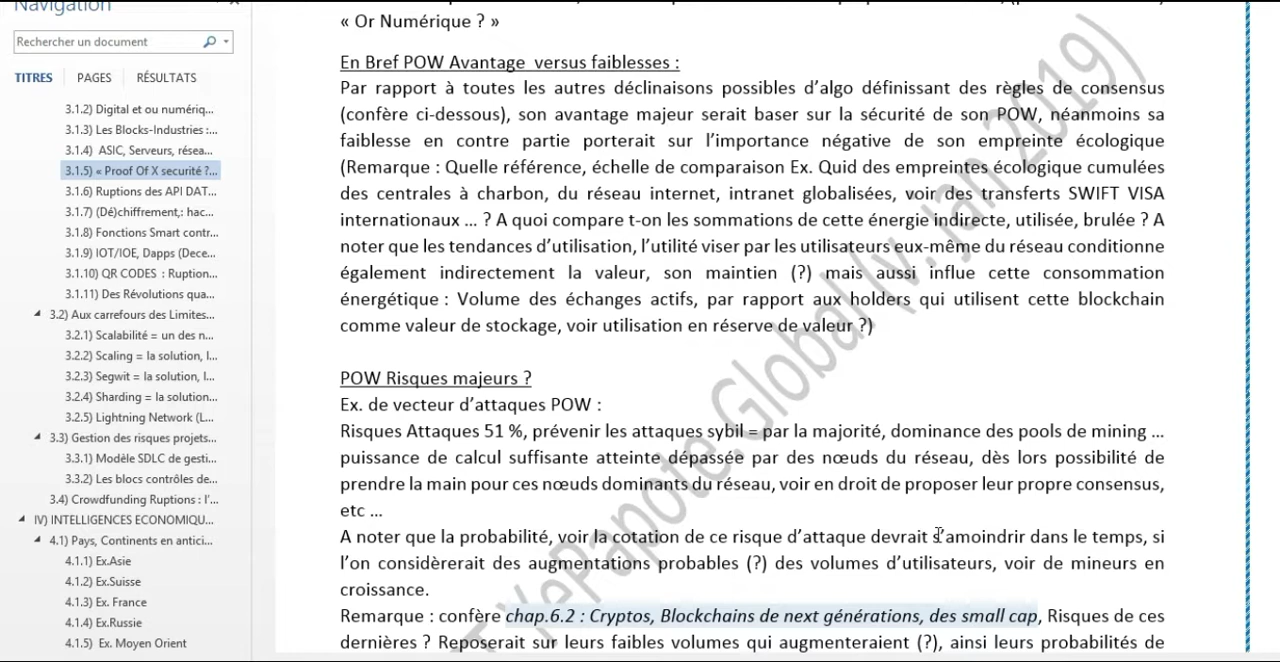 Navigation
Rechercher un document
TITRES PAGES RÉSULTATS
3.1.2) Digital et ou numériq...
3.1.3) Les Blocks-Industries :...
3.1.4) ASIC, Serveurs, résea...
3.1.5) « Proof Of X securité ?...
3.1.6) Ruptions des API DAT...
3.1.7) (Dé)chiffrement,: hac...
3.1.8) Fonctions Smart contr...
3.1.9) IOT/IOE, Dapps (Dece...
3.1.10) QR CODES : Ruption...
3.1.11) Des Révolutions qua...
3.2) Aux carrefours des Limites...
3.2.1) Scalabilité = un des n...
3.2.2) Scaling = la solution, l...
3.2.3) Segwit = la solution, l...
3.2.4) Sharding = la solution...
3.2.5) Lightning Network (L...
3.3) Gestion des risques projets...
3.3.1) Modèle SDLC de gesti...
3.3.2) Les blocs contrôles de...
3.4) Crowdfunding Ruptions : l'...
IV) INTELLIGENCES ECONOMIQU...
4.1) Pays, Continents en antici...
4.1.1) Ex.Asie
4.1.2) Ex.Suisse
4.1.3) Ex. France
4.1.4) Ex.Russie
4.1.5) Ex. Moyen Orient
« Or Numérique ? »
En Bref POW Avantage versus faiblesses :
Par rapport à toutes les autres déclinaisons possibles d'algo définissant des règles de consensus
(confère ci-dessous), son avantage majeur serait baser sur la sécurité de son POW, néanmoins sa
faiblesse en contre partie porterait sur l'importance négative de son empreinte écologique
(Remarque : Quelle référence, échelle de comparaison Ex. Quid des empreintes écologique cumulées
des centrales à charbon, du réseau internet, intranet globalisées, voir des transferts SWIFT VISA
internationaux ... ? A quoi compare t-on les sommations de cette énergie indirecte, utilisée, brulée ? A
noter que les tendances d'utilisation, l'utilité viser par les utilisateurs eux-même du réseau conditionne
également indirectement la valeur, son maintien (?) mais aussi influe cette consommation
énergétique : Volume des échanges actifs, par rapport aux holders qui utilisent cette blockchain
comme valeur de stockage, voir utilisation en réserve de valeur ?)
POW Risques majeurs ?
Ex. de vecteur d'attaques POW :
Risques Attaques 51 %, prévenir les attaques sybil = par la majorité, dominance des pools de mining ...
puissance de calcul suffisante atteinte dépassée par des nœuds du réseau, dès lors possibilité de
prendre la main pour ces nœuds dominants du réseau, voir en droit de proposer leur propre consensus,
etc ...
A noter que la probabilité, voir la cotation de ce risque d'attaque devrait s'amoindrir dans le temps, si
l'on considèrerait des augmentations probables (?) des volumes d'utilisateurs, voir de mineurs en
croissance.
Remarque : confère chap.6.2 : Cryptos, Blockchains de next générations, des small cap, Risques de ces
dernières ? Reposerait sur leurs faibles volumes qui augmenteraient (?), ainsi leurs probabilités de
YePapote.Global (v. jan 2019)